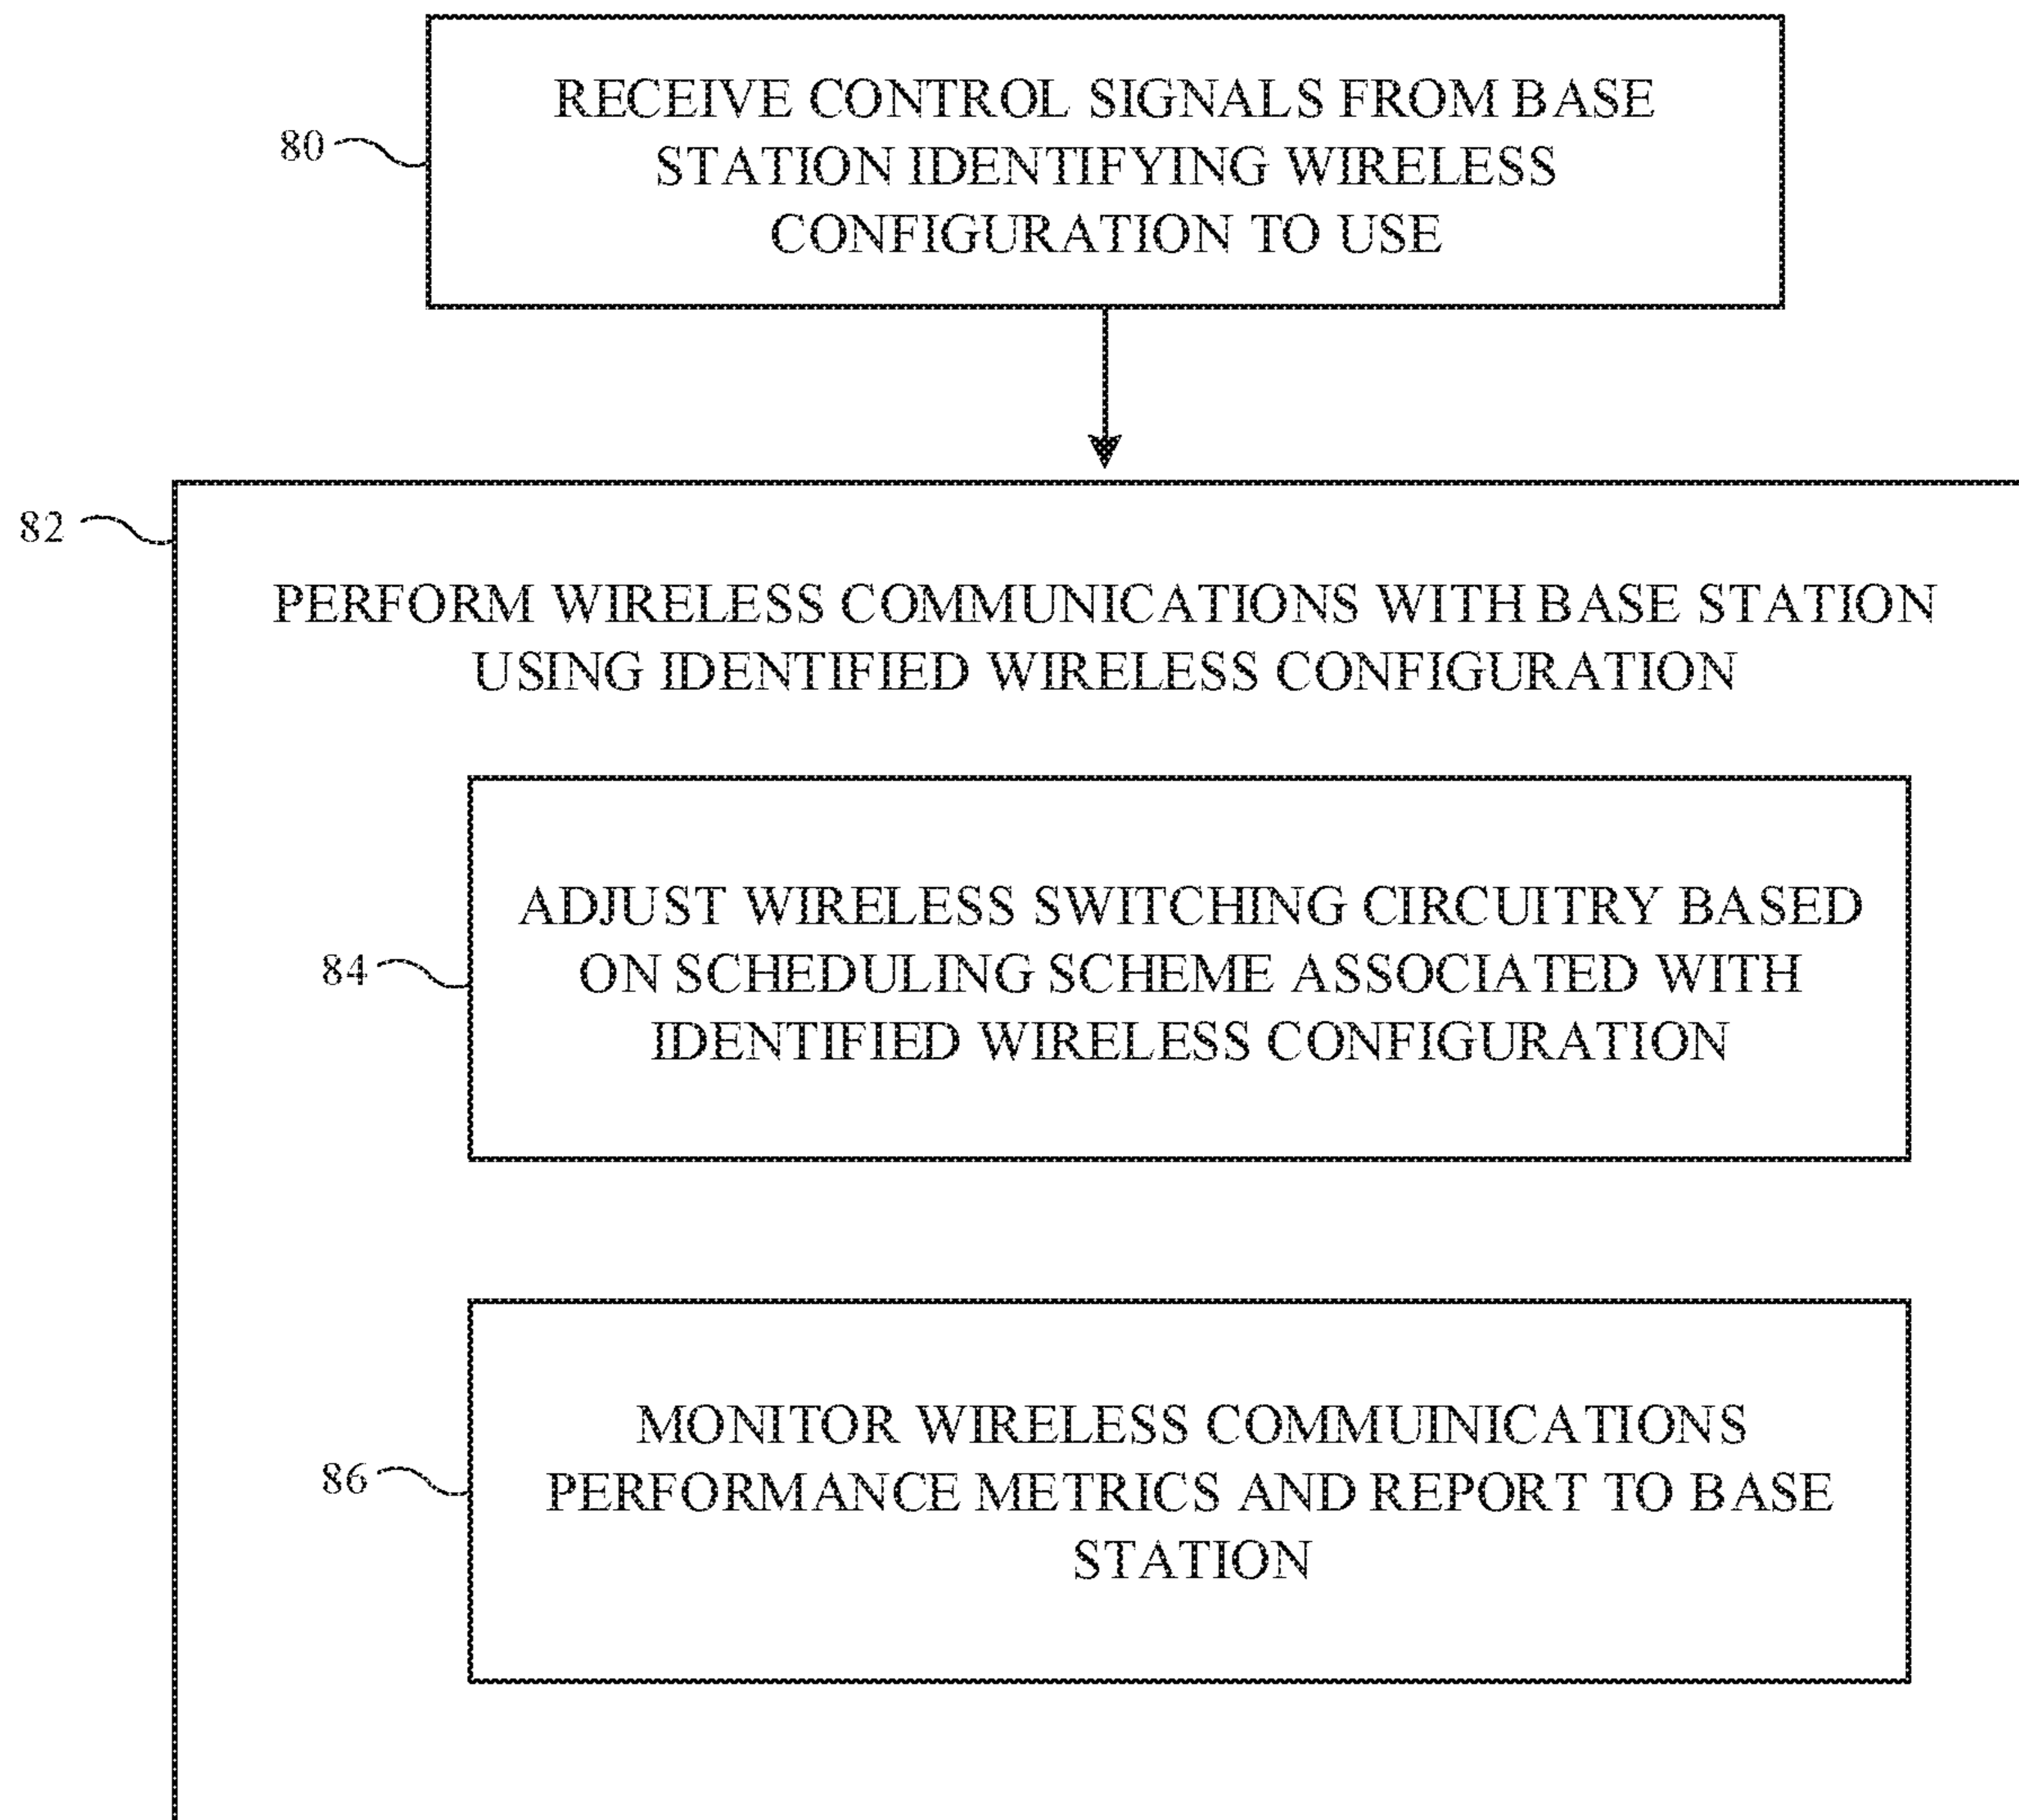 80
RECEIVE CONTROL SIGNALS FROM BASE
STATION IDENTIFYING WIRELESS
CONFIGURATION TO USE
82
PERFORM WIRELESS COMMUNICATIONS WITH BASE STATION
USING IDENTIFIED WIRELESS CONFIGURATION
84
ADJUST WIRELESS SWITCHING CIRCUITRY BASED
ON SCHEDULING SCHEME ASSOCIATED WITH
IDENTIFIED WIRELESS CONFIGURATION
86
MONITOR WIRELESS COMMUINICATIONS
PERFORMANCE METRICS AND REPORT TO BASE
STATION